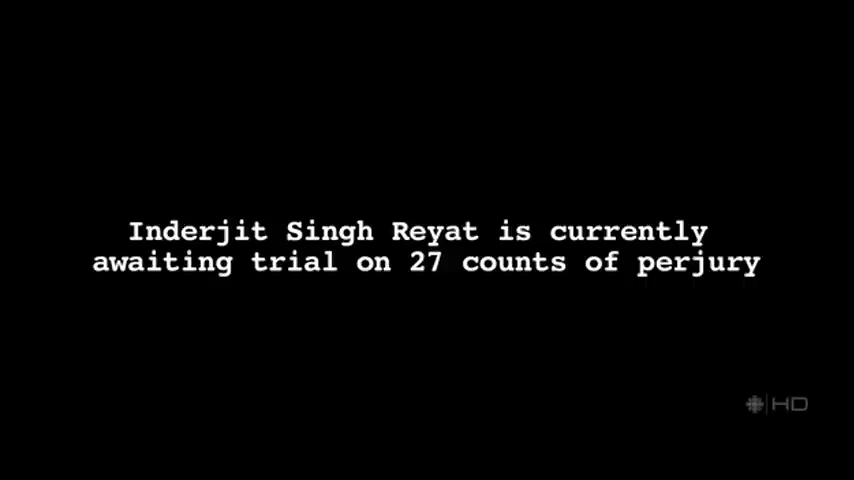 Inderjit Singh Reyat is currently
awaiting trial on 27 counts of perjury
HD